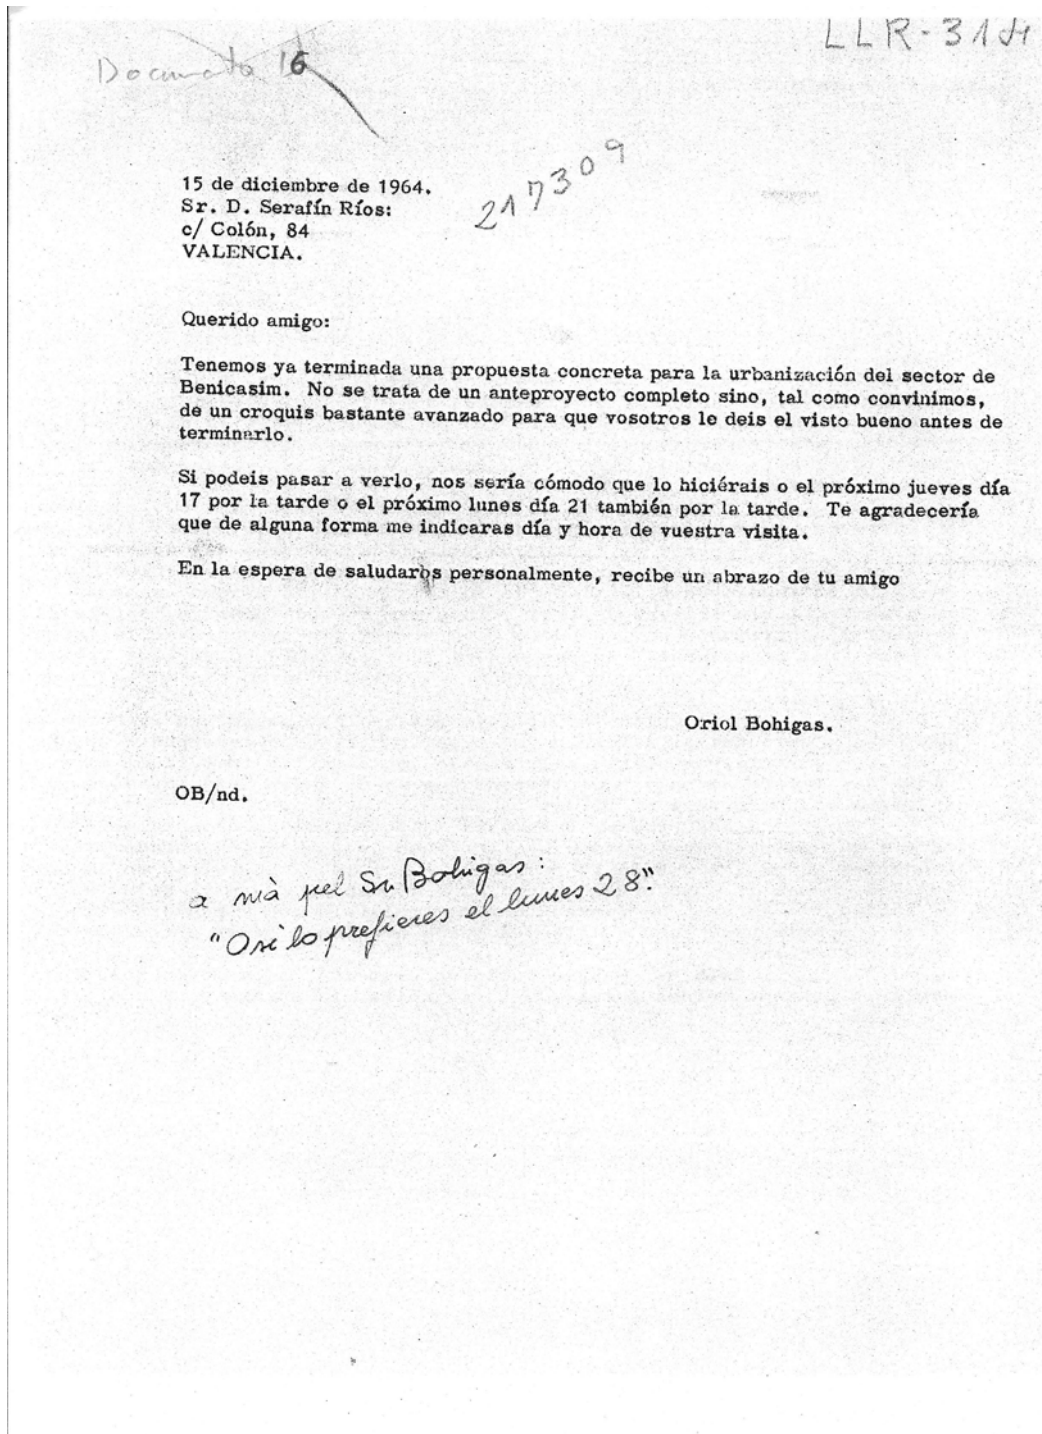 LLR-31
Documento 16
217309
15 de diciembre de 1964.
Sr. D. Serafín Ríos:
c/ Colón, 84
VALENCIA.
Querido amigo:
Tenemos ya terminada una propuesta concreta para la urbanización del sector de
Benicasim. No se trata de un anteproyecto completo sino, tal como convinimos,
de un croquis bastante avanzado para que vosotros le deis el visto bueno antes de
terminarlo.
Si podeis pasar a verlo, nos sería cómodo que lo hiciérais o el próximo jueves día
17 por la tarde o el próximo lunes día 21 también por la tarde. Te agradecería
que de alguna forma me indicaras día y hora de vuestra visita.
En la espera de saludaros personalmente, recibe un abrazo de tu amigo
Oriol Bohigas.
OB/nd.
a mà pel Sr. Bohigas:
"O si lo prefieres el lunes 28".